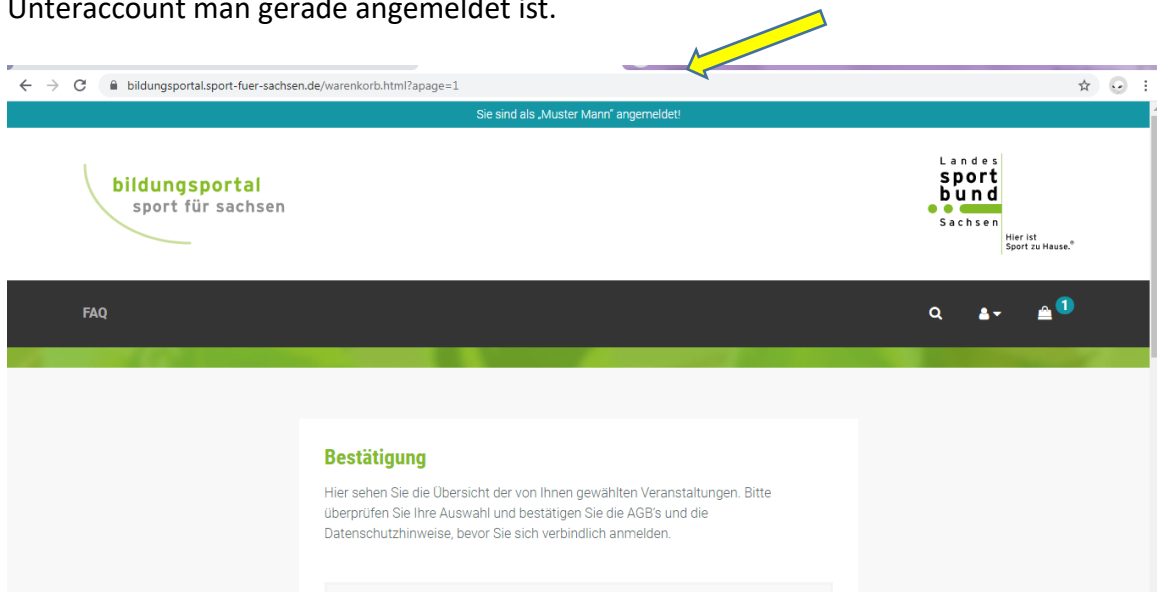 Unteraccount man gerade angemeldet ist.
bildungsportal.sport-fuer-sachsen.de/warenkorb.html?apage=1
Sie sind als „Muster Mann“ angemeldet!
bildungsportal
sport für sachsen
Landes
sport
bund
Sachsen
Hier ist
Sport zu Hause.®
FAQ
1
Bestätigung
Hier sehen Sie die Übersicht der von Ihnen gewählten Veranstaltungen. Bitte
überprüfen Sie Ihre Auswahl und bestätigen Sie die AGB's und die
Datenschutzhinweise, bevor Sie sich verbindlich anmelden.